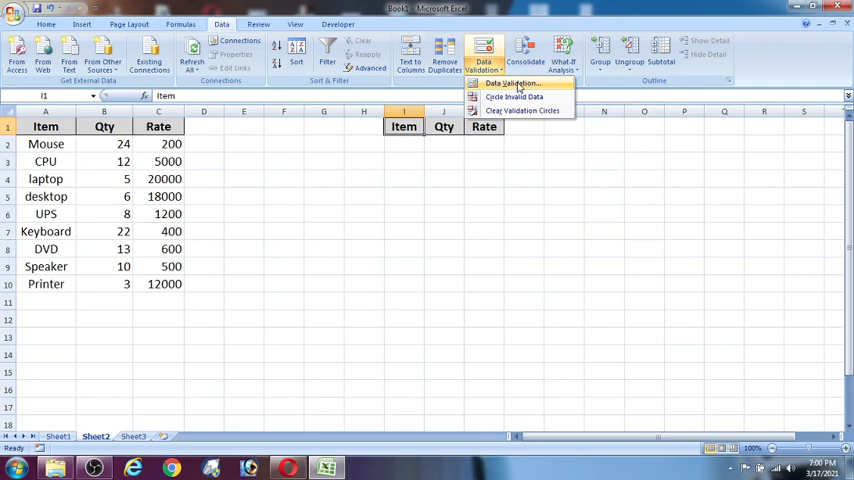 Book1 - Microsoft Excel
Home Insert Page Layout Formulas Data Review View Developer
From Access
From Web
From Text
From Other Sources
Existing Connections
Refresh All
Connections
Properties
Edit Links
Sort
Filter
Clear
Reapply
Advanced
Text to Columns
Remove Duplicates
Data Validation
Consolidate
What-If Analysis
Group
Ungroup
Subtotal
Show Detail
Hide Detail
Get External Data Connections Sort & Filter Outline
Data Validation...
Circle Invalid Data
Clear Validation Circles
I1 fx Item
A B C D E F G H I J K L M N O P Q R S
1 Item Qty Rate Item Qty Rate
2 Mouse 24 200
3 CPU 12 5000
4 laptop 5 20000
5 desktop 6 18000
6 UPS 8 1200
7 Keyboard 22 400
8 DVD 13 600
9 Speaker 10 500
10 Printer 3 12000
11
12
13
14
15
16
17
18
Sheet1 Sheet2 Sheet3
Ready 100%
7:00 PM
3/17/2021